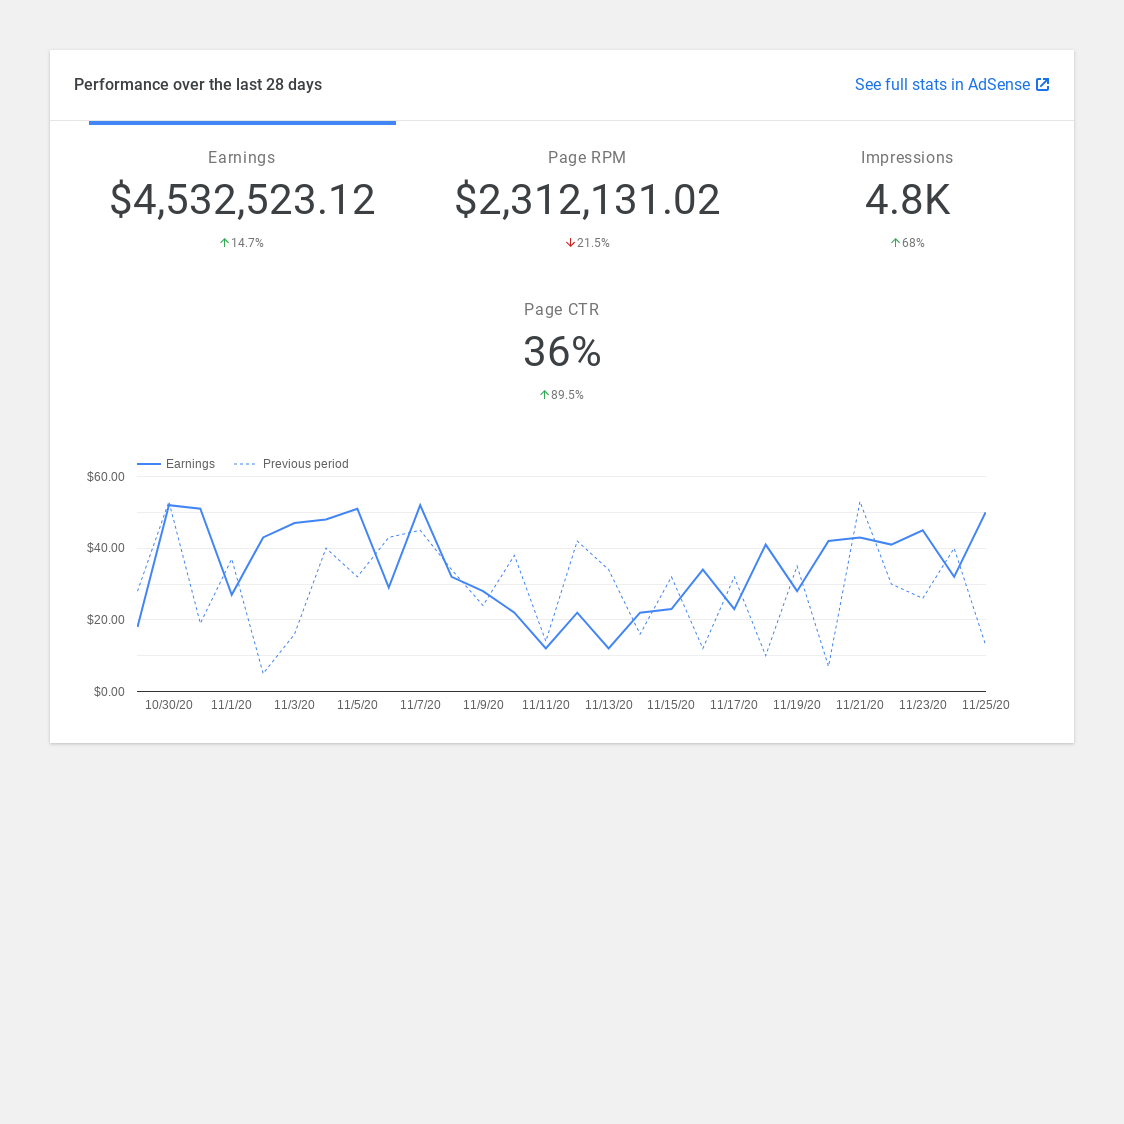 Performance over the last 28 days
See full stats in AdSense
Earnings
$4,532,523.12
14.7%
Page RPM
$2,312,131.02
21.5%
Impressions
4.8K
68%
Page CTR
36%
89.5%
Earnings Previous period
$60.00
$40.00
$20.00
$0.00
10/30/20 11/1/20 11/3/20 11/5/20 11/7/20 11/9/20 11/11/20 11/13/20 11/15/20 11/17/20 11/19/20 11/21/20 11/23/20 11/25/20